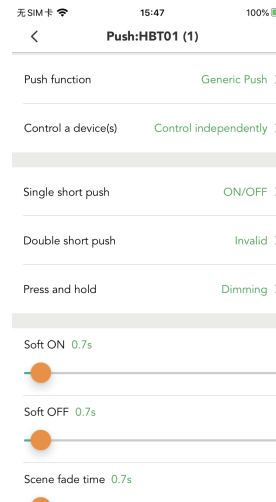 无SIM卡 15:47 100%
Push:HBT01 (1)
Push function Generic Push
Control a device(s) Control independently
Single short push ON/OFF
Double short push Invalid
Press and hold Dimming
Soft ON 0.7s
Soft OFF 0.7s
Scene fade time 0.7s